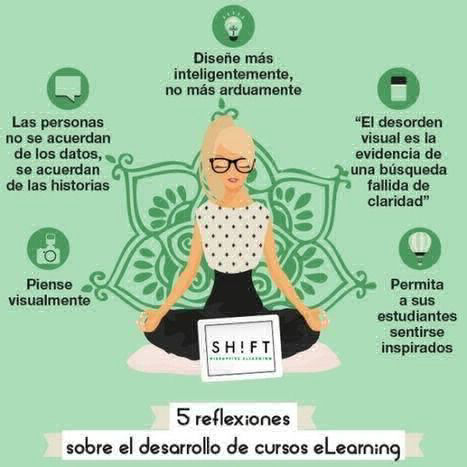 Diseñe más
inteligentemente,
no más arduamente
Las personas
no se acuerdan
de los datos,
se acuerdan
de las historias
“El desorden
visual es la
evidencia de
una búsqueda
fallida de
claridad”
Piense
visualmente
Permita
a sus
estudiantes
sentirse
inspirados
SH!FT
DISRUPTIVE ELEARNING
5 reflexiones
sobre el desarrollo de cursos eLearning